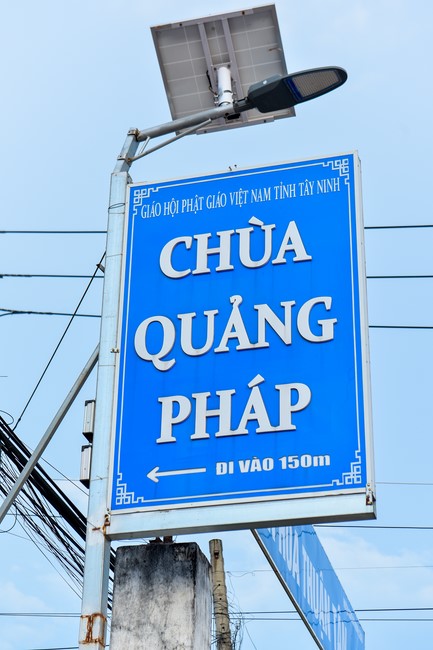 GIÁO HỘI PHẬT GIÁO VIỆT NAM TỈNH TÂY NINH
CHÙA
QUẢNG
PHÁP
ĐI VÀO 150m